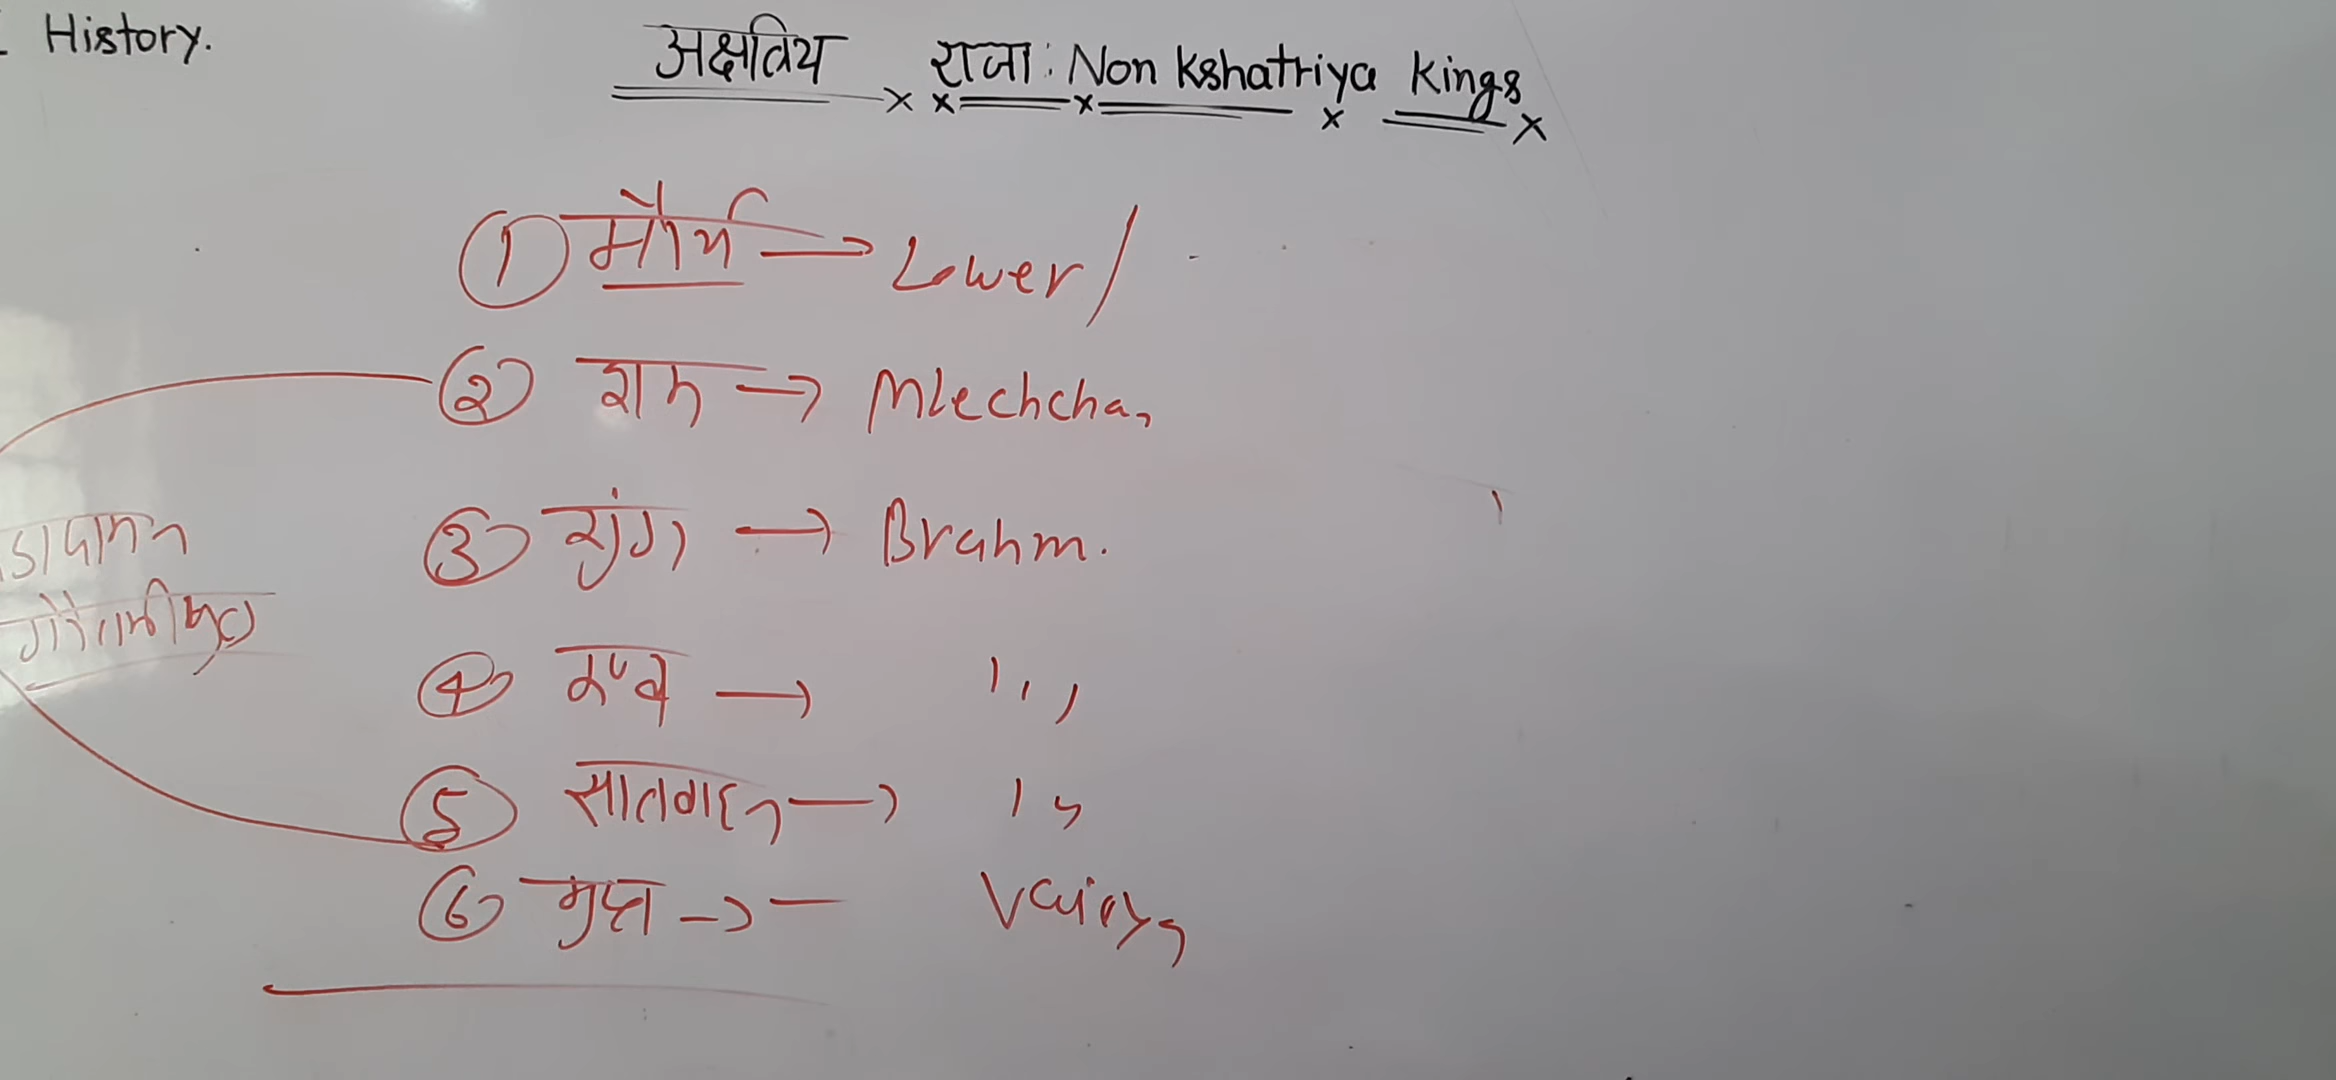 History.
अक्षत्रिय राजा: Non Kshatriya Kings
① मौर्य → Lower /
② शक → Mlechcha,
③ शुंग → Brahm.
④ कण्व → ,,,
⑤ सातवाहन → ,,
⑥ गुप्त → — Vaisya
गौतमीपुत्र